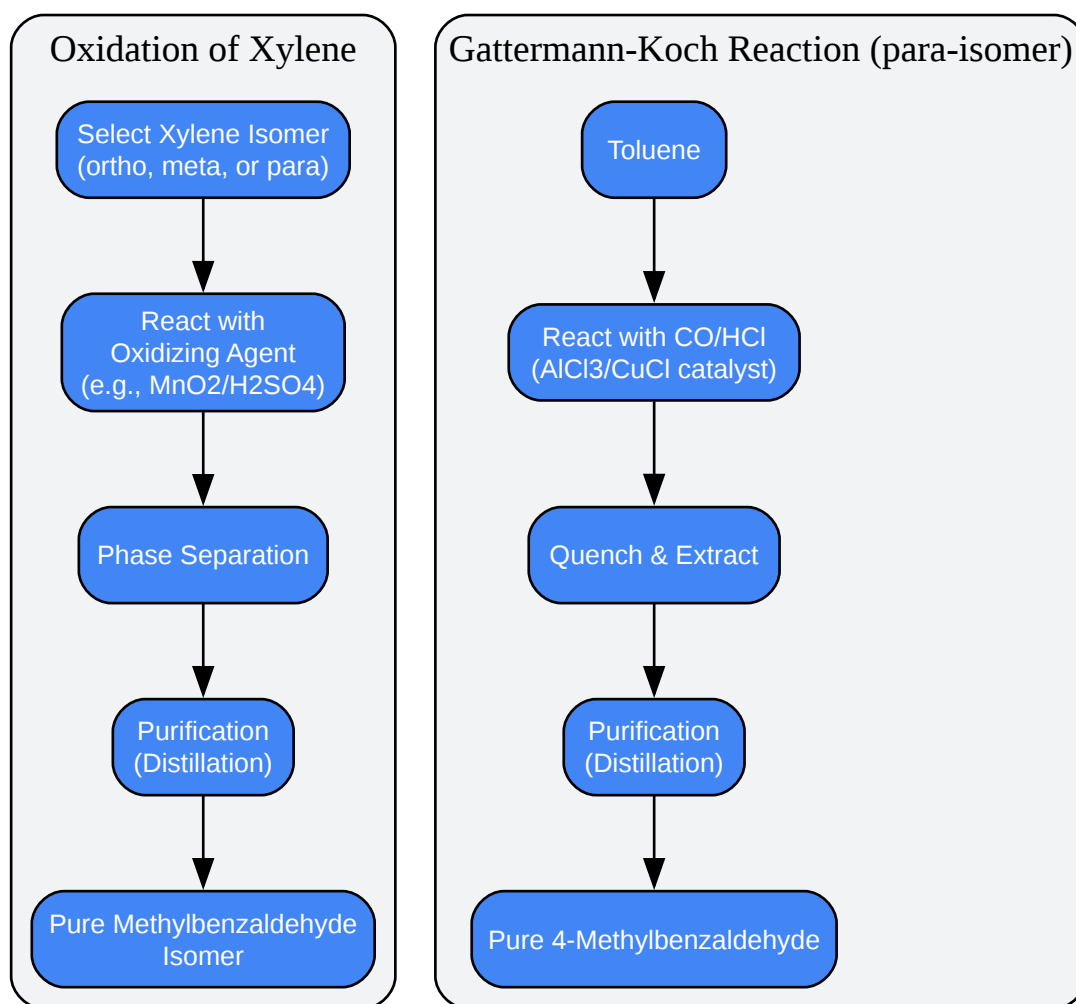 Oxidation of Xylene
Select Xylene Isomer
(ortho, meta, or para)
React with
Oxidizing Agent
(e.g., MnO2/H2SO4)
Phase Separation
Purification
(Distillation)
Pure Methylbenzaldehyde
Isomer
Gattermann-Koch Reaction (para-isomer)
Toluene
React with CO/HCl
(AlCl3/CuCl catalyst)
Quench & Extract
Purification
(Distillation)
Pure 4-Methylbenzaldehyde